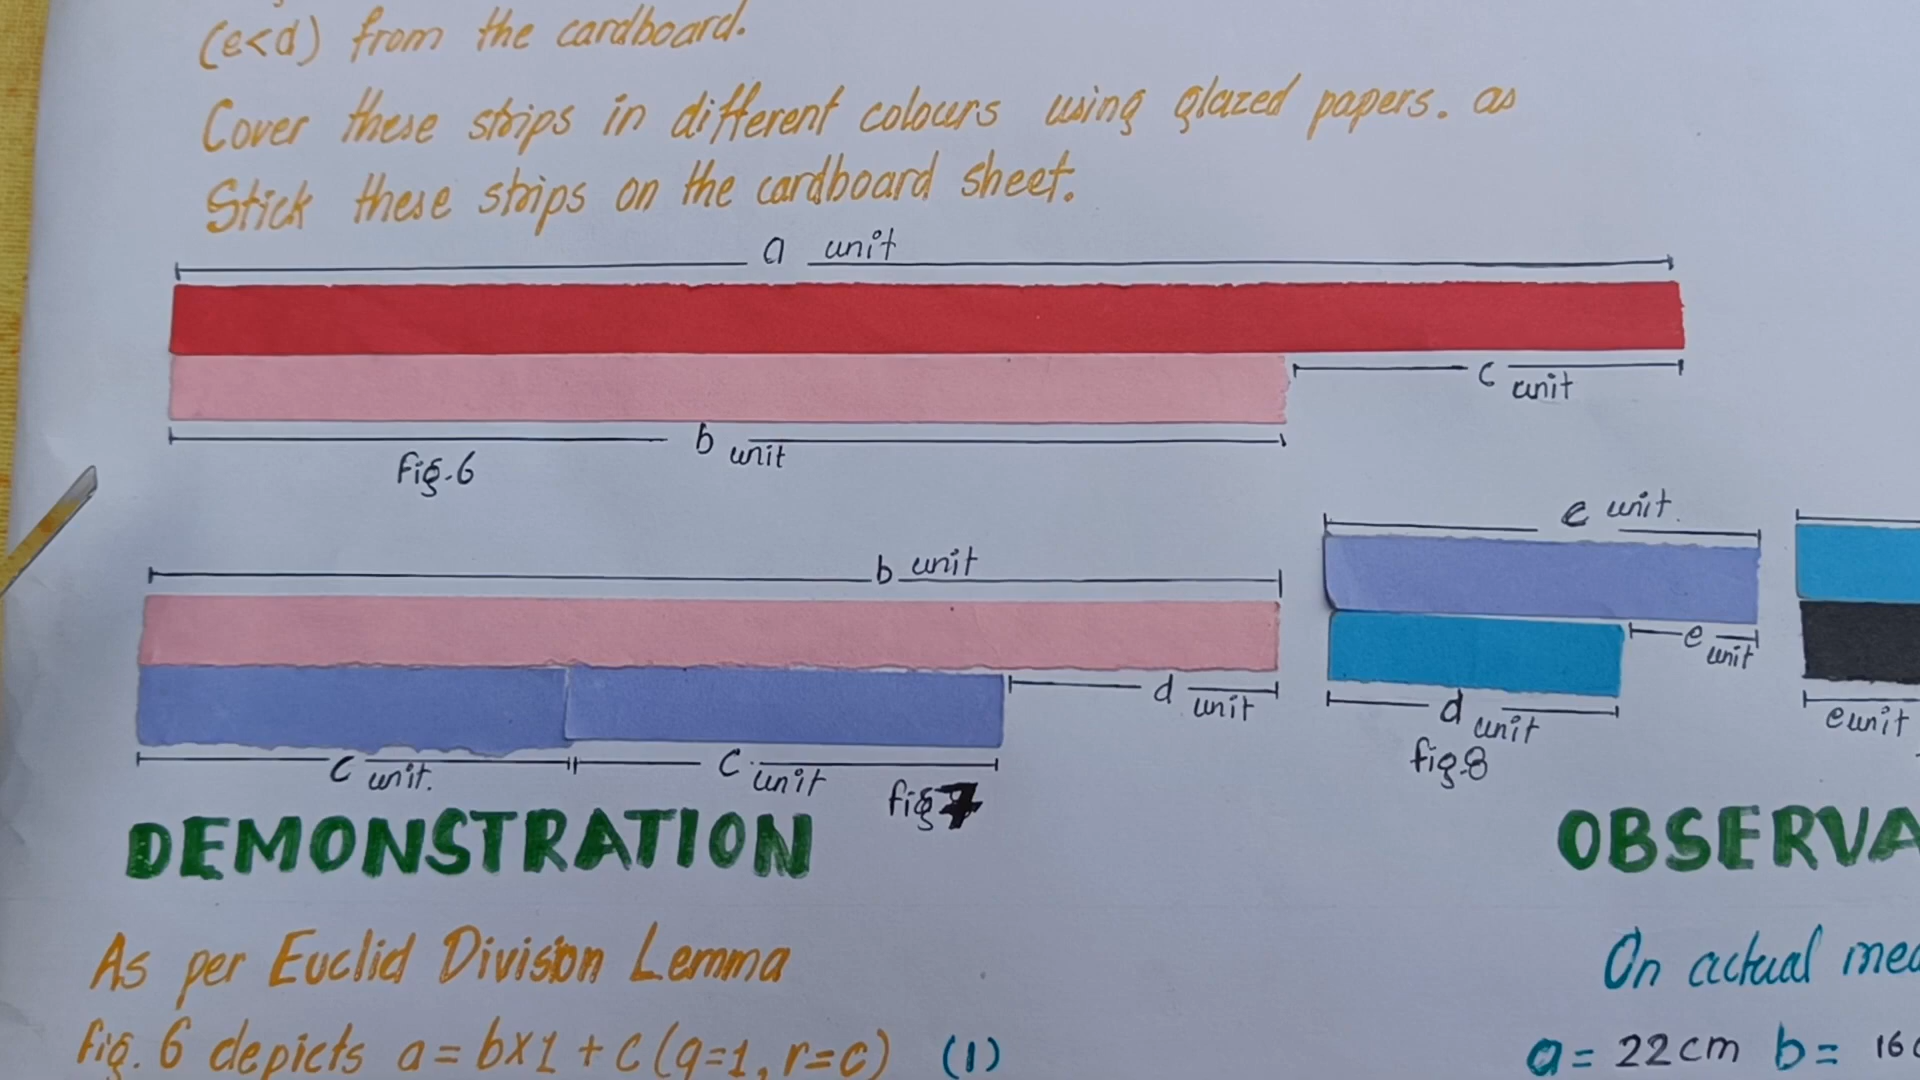 (e<d) from the cardboard.
Cover these strips in different colours using glazed papers. as
Stick these strips on the cardboard sheet.
a unit
c unit
b unit
fig.6
b unit
c unit
e unit
d unit
d unit
e unit
fig.8
c unit.
c unit
fig 7
DEMONSTRATION
OBSERVA
As per Euclid Division Lemma
On actual mea
fig. 6 depicts a = bx1 + c (q=1, r=c) (1)
a = 22cm b = 16